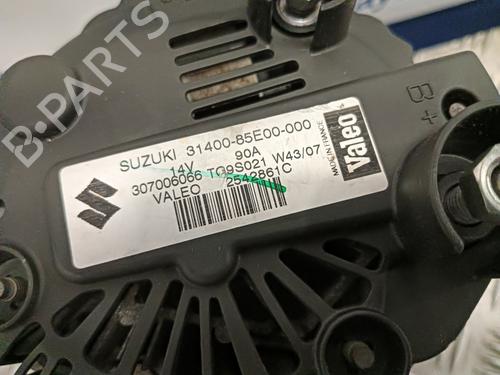 SUZUKI 31400-85E00-000
14V 90A
307006066 TG9S021 W43/07
VALEO 2542861C
Valeo
MADE IN FRANCE
B+
B-PARTS